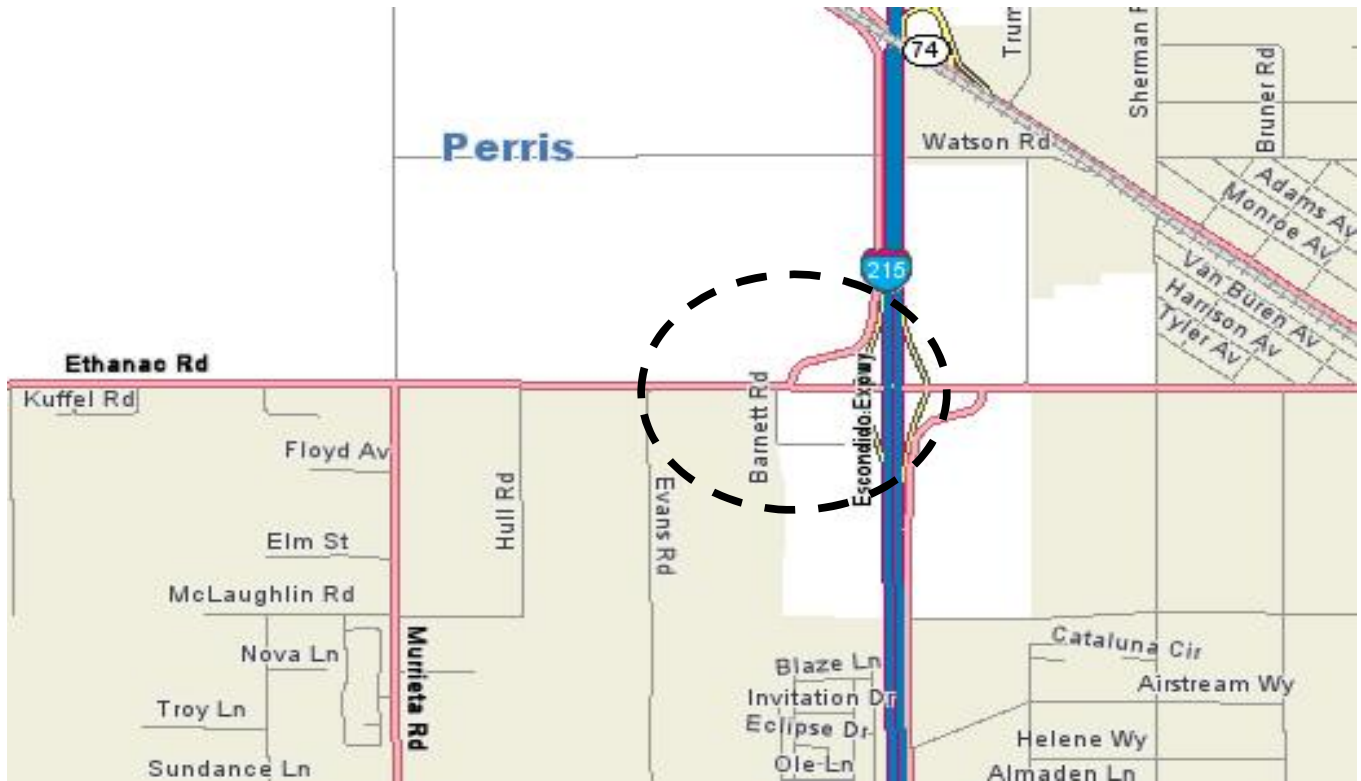 74
Trum
Sherman R
Bruner Rd
Watson Rd
Perris
Adams Av
Monroe Av
215
Van Buren Av
Harrison Av
Tyler Av
Ethanac Rd
Kuffel Rd
Barnett Rd
Escondido Expwy
Floyd Av
Hull Rd
Evans Rd
Elm St
McLaughlin Rd
Murrieta Rd
Nova Ln
Cataluna Cir
Blaze Ln
Airstream Wy
Invitation Dr
Troy Ln
Eclipse Dr
Helene Wy
Ole Ln
Sundance Ln
Almaden Ln